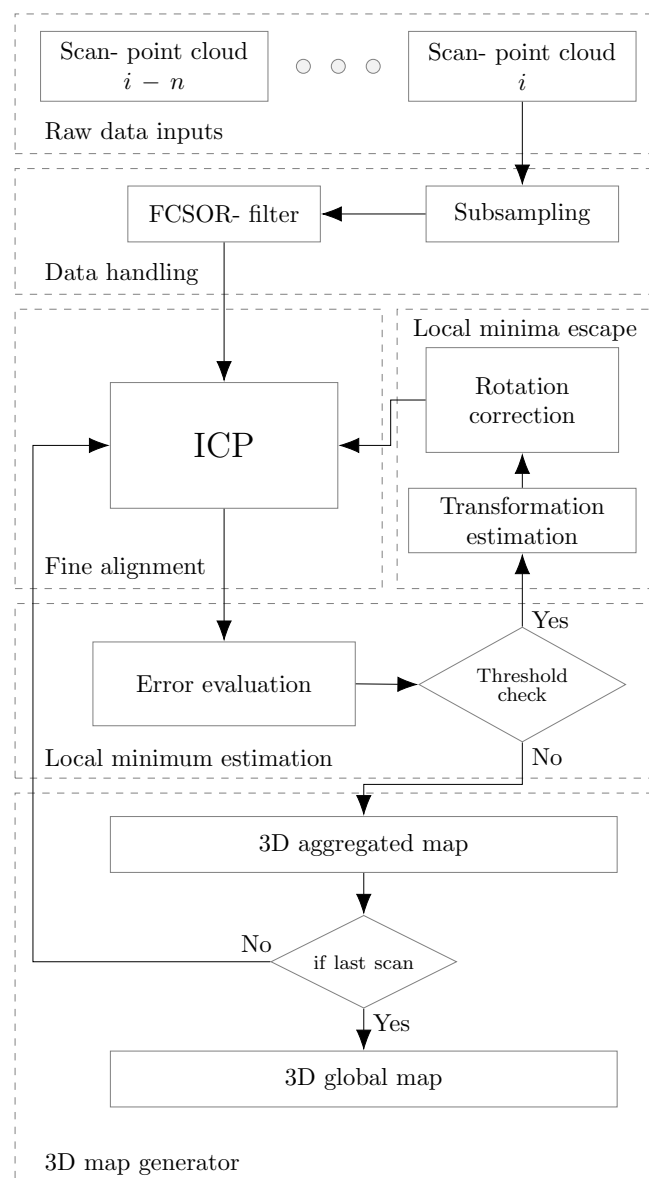 Scan- point cloud
i − n
Scan- point cloud
i
Raw data inputs
FCSOR- filter
Subsampling
Data handling
Local minima escape
Rotation
correction
ICP
Transformation
estimation
Fine alignment
Yes
Error evaluation
Threshold
check
Local minimum estimation
No
3D aggregated map
No
if last scan
Yes
3D global map
3D map generator